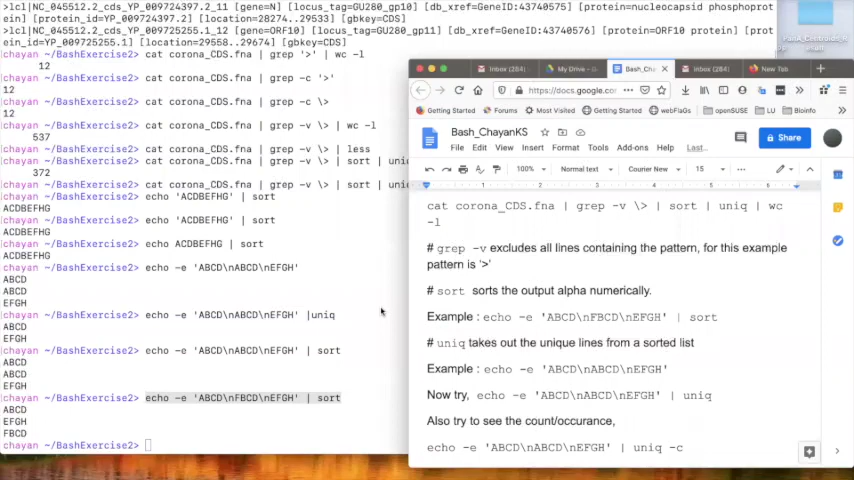 >lcl|NC_045512.2_cds_YP_009724397.2_11 [gene=N] [locus_tag=GU280_gp10] [db_xref=GeneID:43740575] [protein=nucleocapsid phosphoprot
ein] [protein_id=YP_009724397.2] [location=28274..29533] [gbkey=CDS]
>lcl|NC_045512.2_cds_YP_009725255.1_12 [gene=ORF10] [locus_tag=GU280_gp11] [db_xref=GeneID:43740576] [protein=ORF10 protein] [prote
in_id=YP_009725255.1] [location=29558..29674] [gbkey=CDS]
chayan ~/BashExercise2> cat corona_CDS.fna | grep '>' | wc -l
12
chayan ~/BashExercise2> cat corona_CDS.fna | grep -c '>'
12
chayan ~/BashExercise2> cat corona_CDS.fna | grep -c \>
12
chayan ~/BashExercise2> cat corona_CDS.fna | grep -v \> | wc -l
537
chayan ~/BashExercise2> cat corona_CDS.fna | grep -v \> | less
chayan ~/BashExercise2> cat corona_CDS.fna | grep -v \> | sort | uniq
372
chayan ~/BashExercise2> cat corona_CDS.fna | grep -v \> | sort | uniq
chayan ~/BashExercise2> echo 'ACDBEFHG' | sort
ACDBEFHG
chayan ~/BashExercise2> echo 'ACDBEFHG' | sort
ACDBEFHG
chayan ~/BashExercise2> echo ACDBEFHG | sort
ACDBEFHG
chayan ~/BashExercise2> echo -e 'ABCD\nABCD\nEFGH'
ABCD
ABCD
EFGH
chayan ~/BashExercise2> echo -e 'ABCD\nABCD\nEFGH' |uniq
ABCD
EFGH
chayan ~/BashExercise2> echo -e 'ABCD\nABCD\nEFGH' | sort
ABCD
ABCD
EFGH
chayan ~/BashExercise2> echo -e 'ABCD\nFBCD\nEFGH' | sort
ABCD
EFGH
FBCD
chayan ~/BashExercise2>
Inbox (284) My Drive - G Bash_Cha inbox (284) New Tab
https://docs.google.co
Getting Started Forums Most Visited Getting Started webFlaGs openSUSE LU Bioinfo
Bash_ChayanKS
Share
File Edit View Insert Format Tools Add-ons Help Last...
100% Normal text Courier New 15
1 2 3 4 5 6
cat corona_CDS.fna | grep -v \> | sort | uniq | wc
-l
# grep -v excludes all lines containing the pattern, for this example
pattern is '>'
# sort sorts the output alpha numerically.
Example : echo -e 'ABCD\nFBCD\nEFGH' | sort
# uniq takes out the unique lines from a sorted list
Example : echo -e 'ABCD\nABCD\nEFGH'
Now try, echo -e 'ABCD\nABCD\nEFGH' | uniq
Also try to see the count/occurance,
echo -e 'ABCD\nABCD\nEFGH' | uniq -c